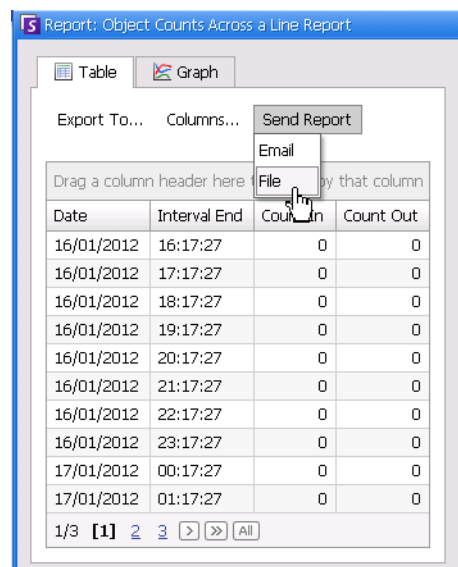 Report: Object Counts Across a Line Report
Table Graph
Export To... Columns... Send Report
Email
File
Drag a column header here by that column
Date Interval End Count In Count Out
16/01/2012 16:17:27 0 0
16/01/2012 17:17:27 0 0
16/01/2012 18:17:27 0 0
16/01/2012 19:17:27 0 0
16/01/2012 20:17:27 0 0
16/01/2012 21:17:27 0 0
16/01/2012 22:17:27 0 0
16/01/2012 23:17:27 0 0
17/01/2012 00:17:27 0 0
17/01/2012 01:17:27 0 0
1/3 [1] 2 3 > >> All